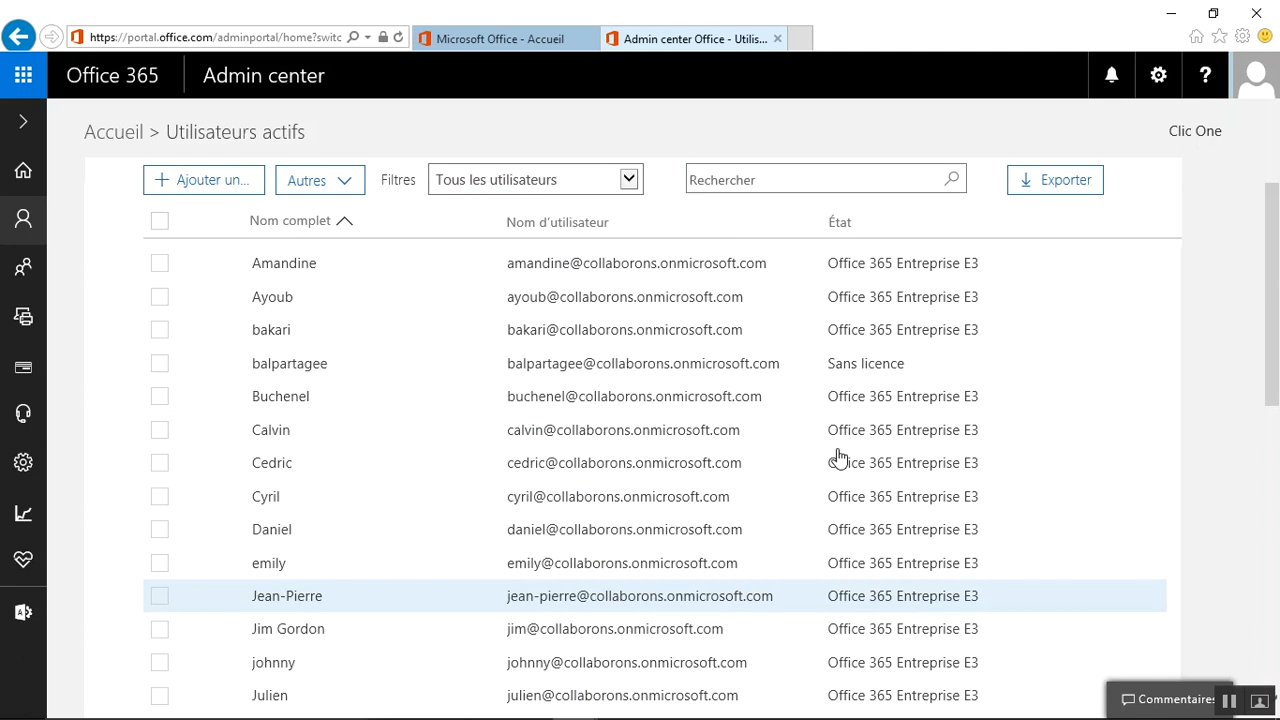 https://portal.office.com/adminportal/home?switc
Microsoft Office - Accueil
Admin center Office - Utilis...
Office 365
Admin center
?
Accueil > Utilisateurs actifs
Clic One
+ Ajouter un...
Autres
Filtres
Tous les utilisateurs
Rechercher
Exporter
Nom complet
Nom d'utilisateur
État
Amandine amandine@collaborons.onmicrosoft.com Office 365 Entreprise E3
Ayoub ayoub@collaborons.onmicrosoft.com Office 365 Entreprise E3
bakari bakari@collaborons.onmicrosoft.com Office 365 Entreprise E3
balpartagee balpartagee@collaborons.onmicrosoft.com Sans licence
Buchenel buchenel@collaborons.onmicrosoft.com Office 365 Entreprise E3
Calvin calvin@collaborons.onmicrosoft.com Office 365 Entreprise E3
Cedric cedric@collaborons.onmicrosoft.com Office 365 Entreprise E3
Cyril cyril@collaborons.onmicrosoft.com Office 365 Entreprise E3
Daniel daniel@collaborons.onmicrosoft.com Office 365 Entreprise E3
emily emily@collaborons.onmicrosoft.com Office 365 Entreprise E3
Jean-Pierre jean-pierre@collaborons.onmicrosoft.com Office 365 Entreprise E3
Jim Gordon jim@collaborons.onmicrosoft.com Office 365 Entreprise E3
johnny johnny@collaborons.onmicrosoft.com Office 365 Entreprise E3
Julien julien@collaborons.onmicrosoft.com Office 365 Entreprise E3
Commentaires